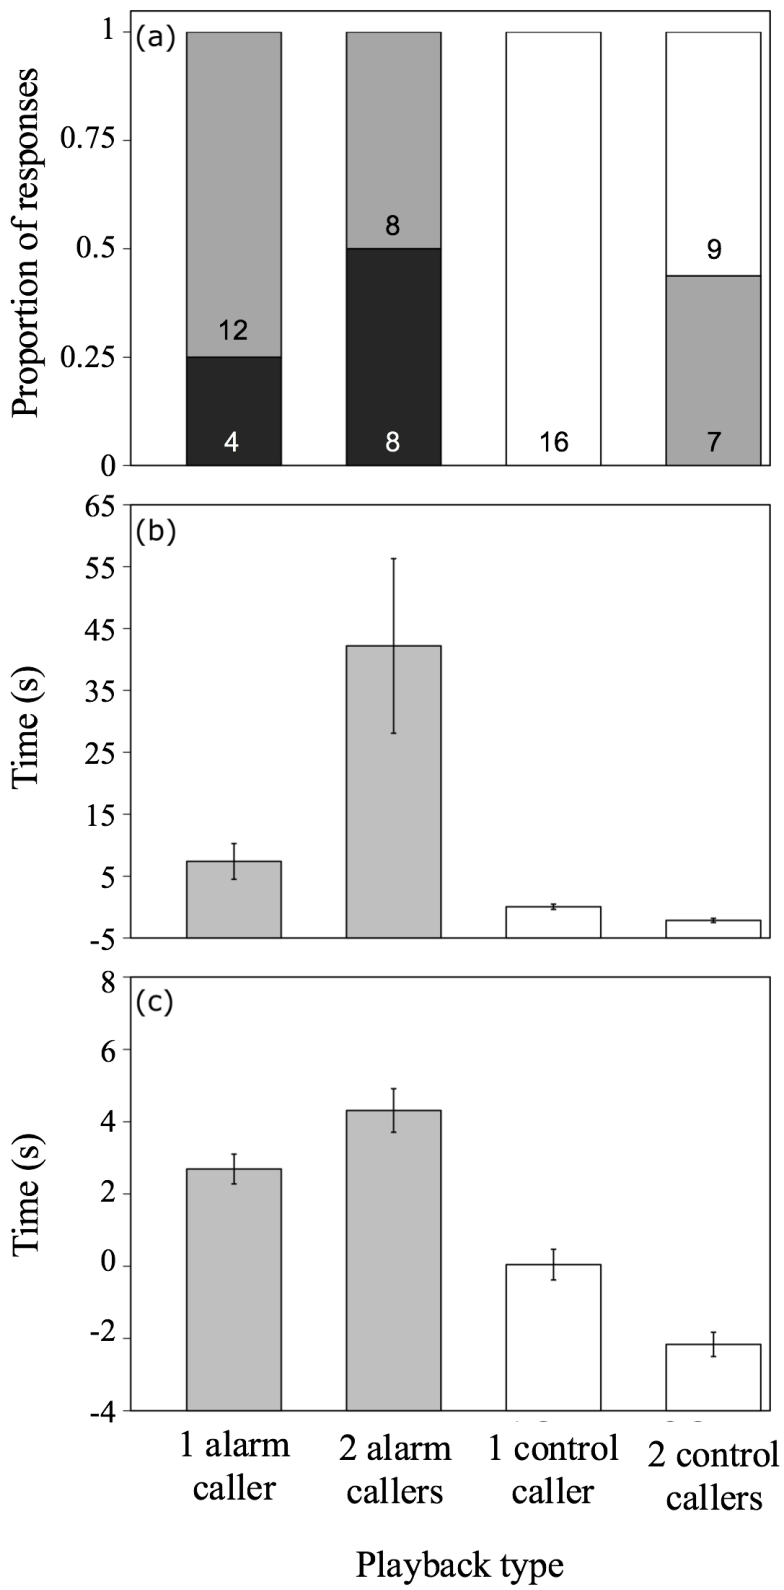 (a)
Proportion of responses
1
0.75
0.5
0.25
0
12
4
8
8
16
9
7
(b)
Time (s)
65
55
45
35
25
15
5
-5
(c)
Time (s)
8
6
4
2
0
-2
-4
1 alarm
caller
2 alarm
callers
1 control
caller
2 control
callers
Playback type